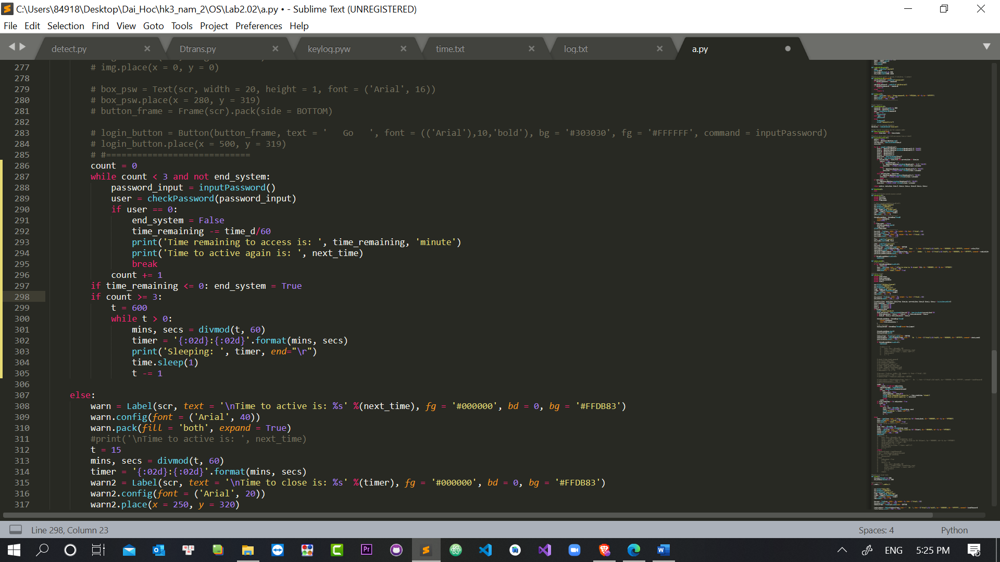 C:\Users\84918\Desktop\Dai_Hoc\hk3_nam_2\OS\Lab2.02\a.py • - Sublime Text (UNREGISTERED)
File Edit Selection Find View Goto Tools Project Preferences Help
detect.py Dtrans.py keylog.pyw time.txt log.txt a.py
277 # img.place(x = 0, y = 0)
278
279 # box_psw = Text(scr, width = 20, height = 1, font = ('Arial', 16))
280 # box_psw.place(x = 280, y = 319)
281 # button_frame = Frame(scr).pack(side = BOTTOM)
282
283 # login_button = Button(button_frame, text = '   Go   ', font = (('Arial'),10,'bold'), bg = '#303030', fg = '#FFFFFF', command = inputPassword)
284 # login_button.place(x = 500, y = 319)
285 # #============================
286 count = 0
287 while count < 3 and not end_system:
288 password_input = inputPassword()
289 user = checkPassword(password_input)
290 if user == 0:
291 end_system = False
292 time_remaining -= time_d/60
293 print('Time remaining to access is: ', time_remaining, 'minute')
294 print('Time to active again is: ', next_time)
295 break
296 count += 1
297 if time_remaining <= 0: end_system = True
298 if count >= 3:
299 t = 600
300 while t > 0:
301 mins, secs = divmod(t, 60)
302 timer = '{:02d}:{:02d}'.format(mins, secs)
303 print('Sleeping: ', timer, end="\r")
304 time.sleep(1)
305 t -= 1
306
307 else:
308 warn = Label(scr, text = '\nTime to active is: %s' %(next_time), fg = '#000000', bd = 0, bg = '#FFDB83')
309 warn.config(font = ('Arial', 40))
310 warn.pack(fill = 'both', expand = True)
311 #print('\nTime to active is: ', next_time)
312 t = 15
313 mins, secs = divmod(t, 60)
314 timer = '{:02d}:{:02d}'.format(mins, secs)
315 warn2 = Label(scr, text = '\nTime to close is: %s' %(timer), fg = '#000000', bd = 0, bg = '#FFDB83')
316 warn2.config(font = ('Arial', 20))
317 warn2.place(x = 250, y = 320)
Line 298, Column 23 Spaces: 4 Python
ENG 5:25 PM